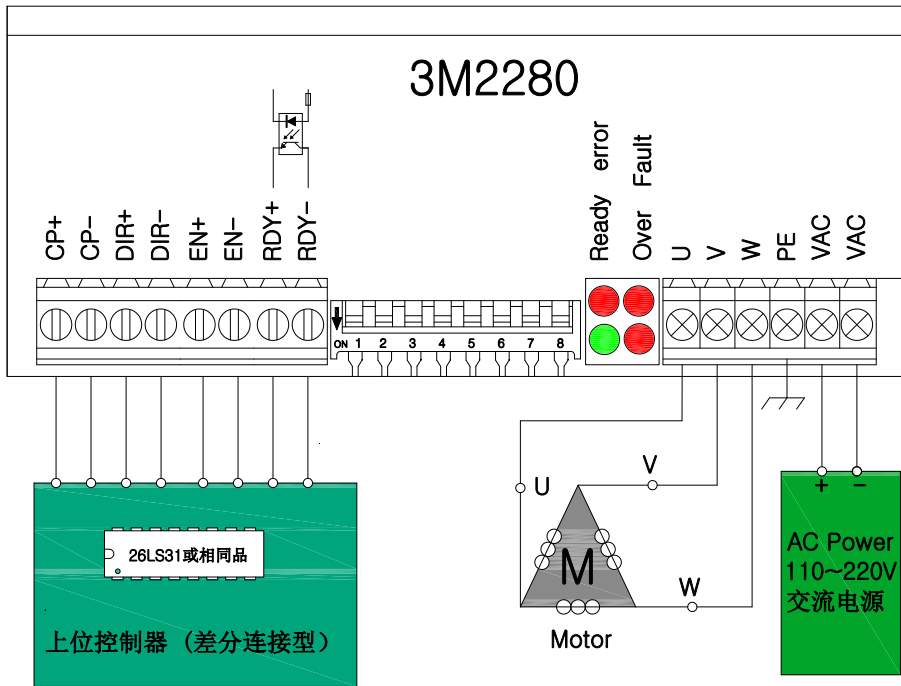 3M2280
CP+
CP-
DIR+
DIR-
EN+
EN-
RDY+
RDY-
Ready error
Over Fault
U
V
W
PE
VAC
VAC
ON 1 2 3 4 5 6 7 8
26LS31或相同品
上位控制器 (差分连接型)
U
V
W
M
Motor
+ −
AC Power
110~220V
交流电源